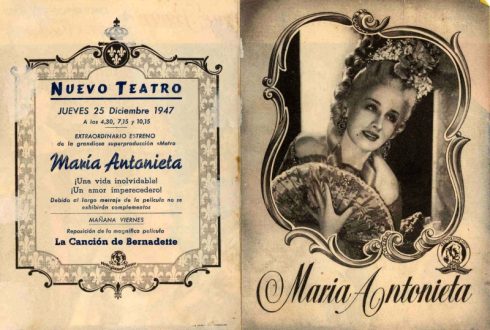 NUEVO TEATRO
JUEVES 25 Diciembre 1947
A las 4,30, 7,15 y 10,15
EXTRAORDINARIO ESTRENO
de la grandiosa superproducción «Metro»
María Antonieta
¡Una vida inolvidable!
¡Un amor imperecedero!
Debido al largo metraje de la película no se
exhibirán complementos
MAÑANA VIERNES
Reposición de la magnífica película
La Canción de Bernadette
María Antonieta